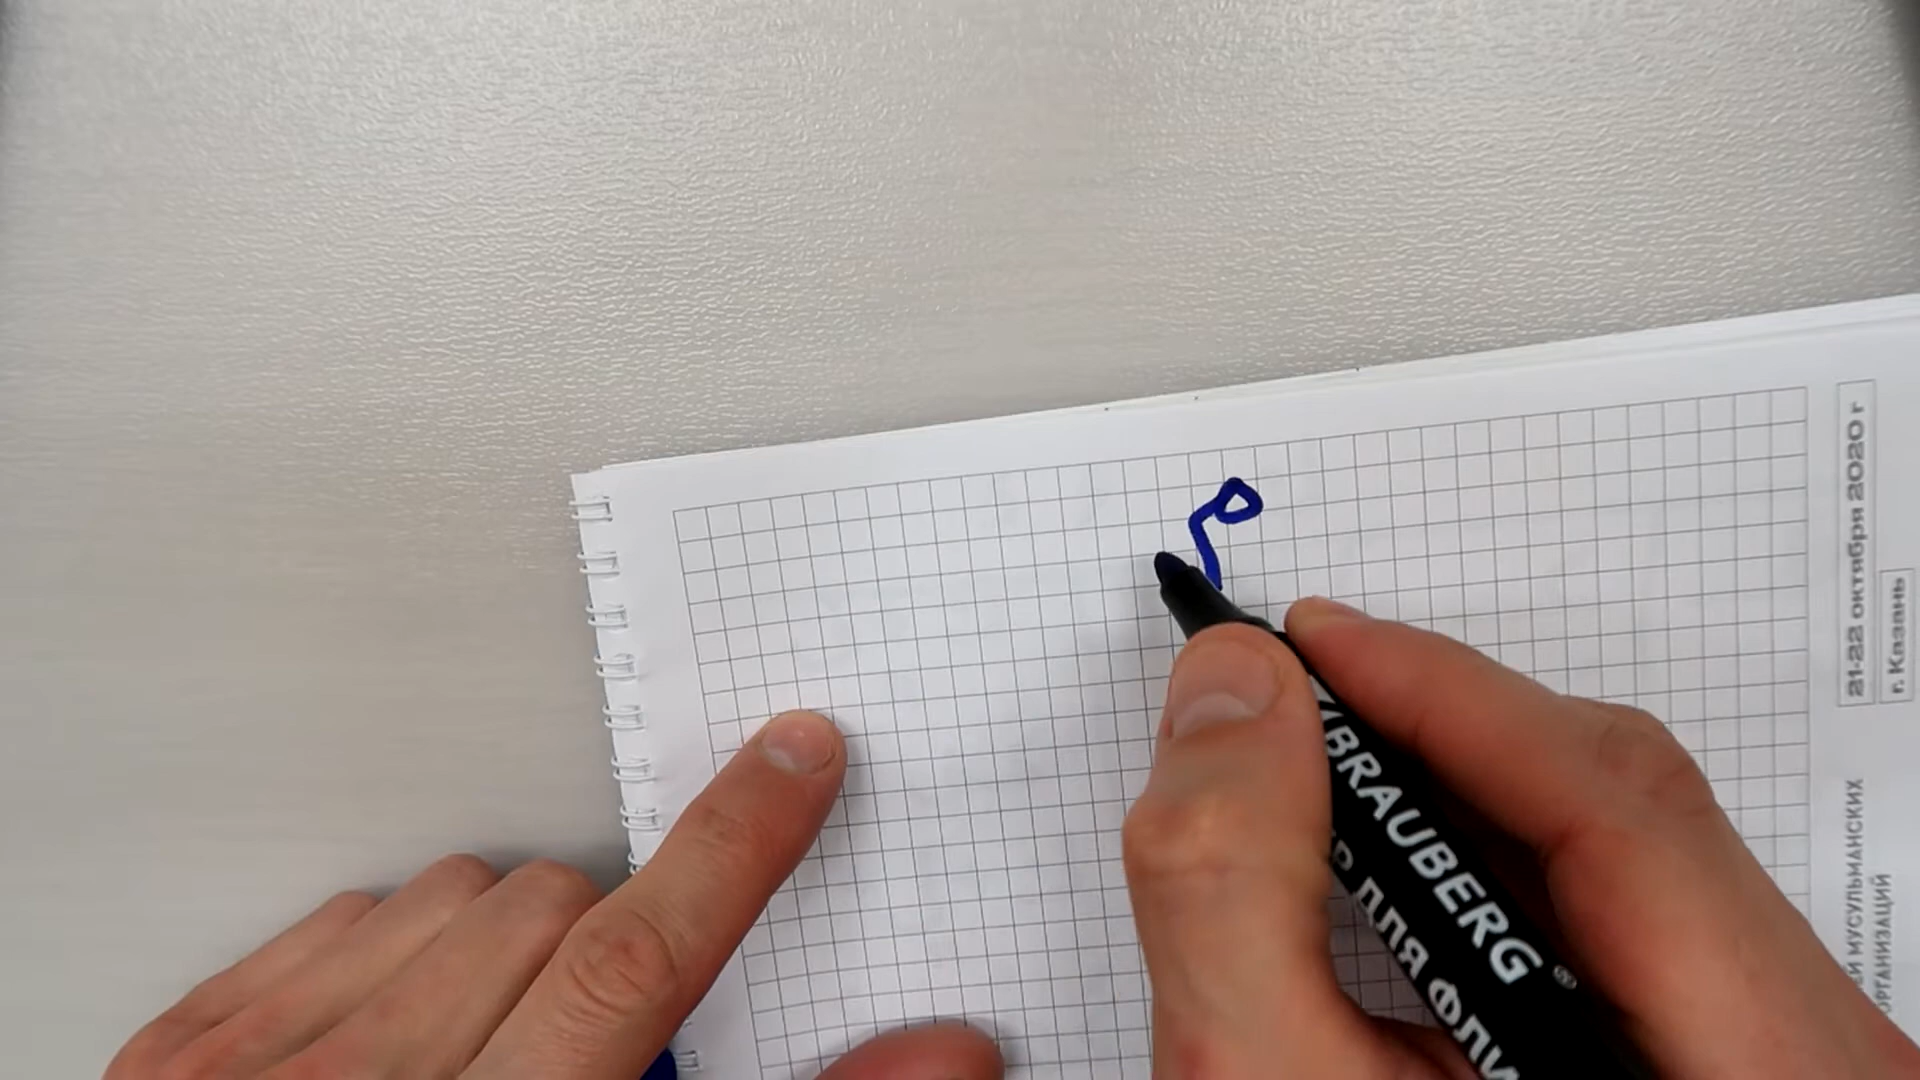 م
21-22 октября 2020 г
г. Казань
МУСУЛЬМАНСКИХ
ОРГАНИЗАЦИЙ
BRAUBERG®
ДЛЯ ФЛИ